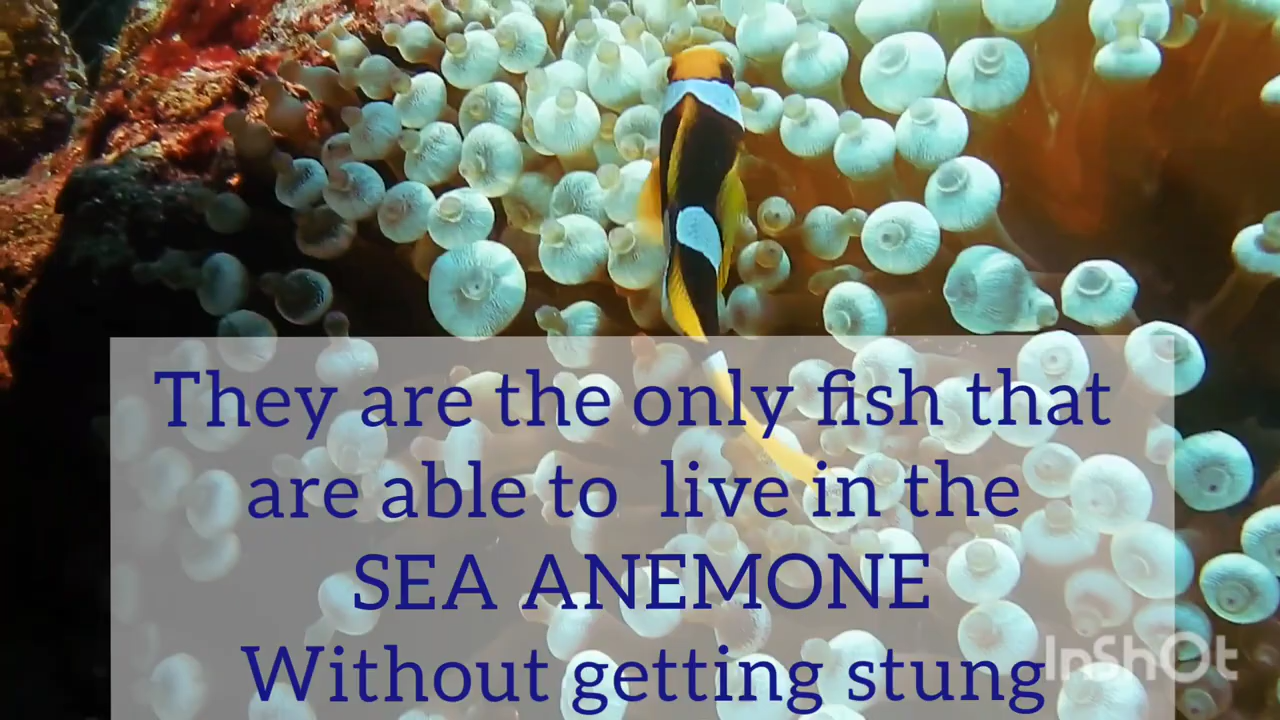 They are the only fish that
are able to  live in the
SEA ANEMONE
Without getting stung
InShOt